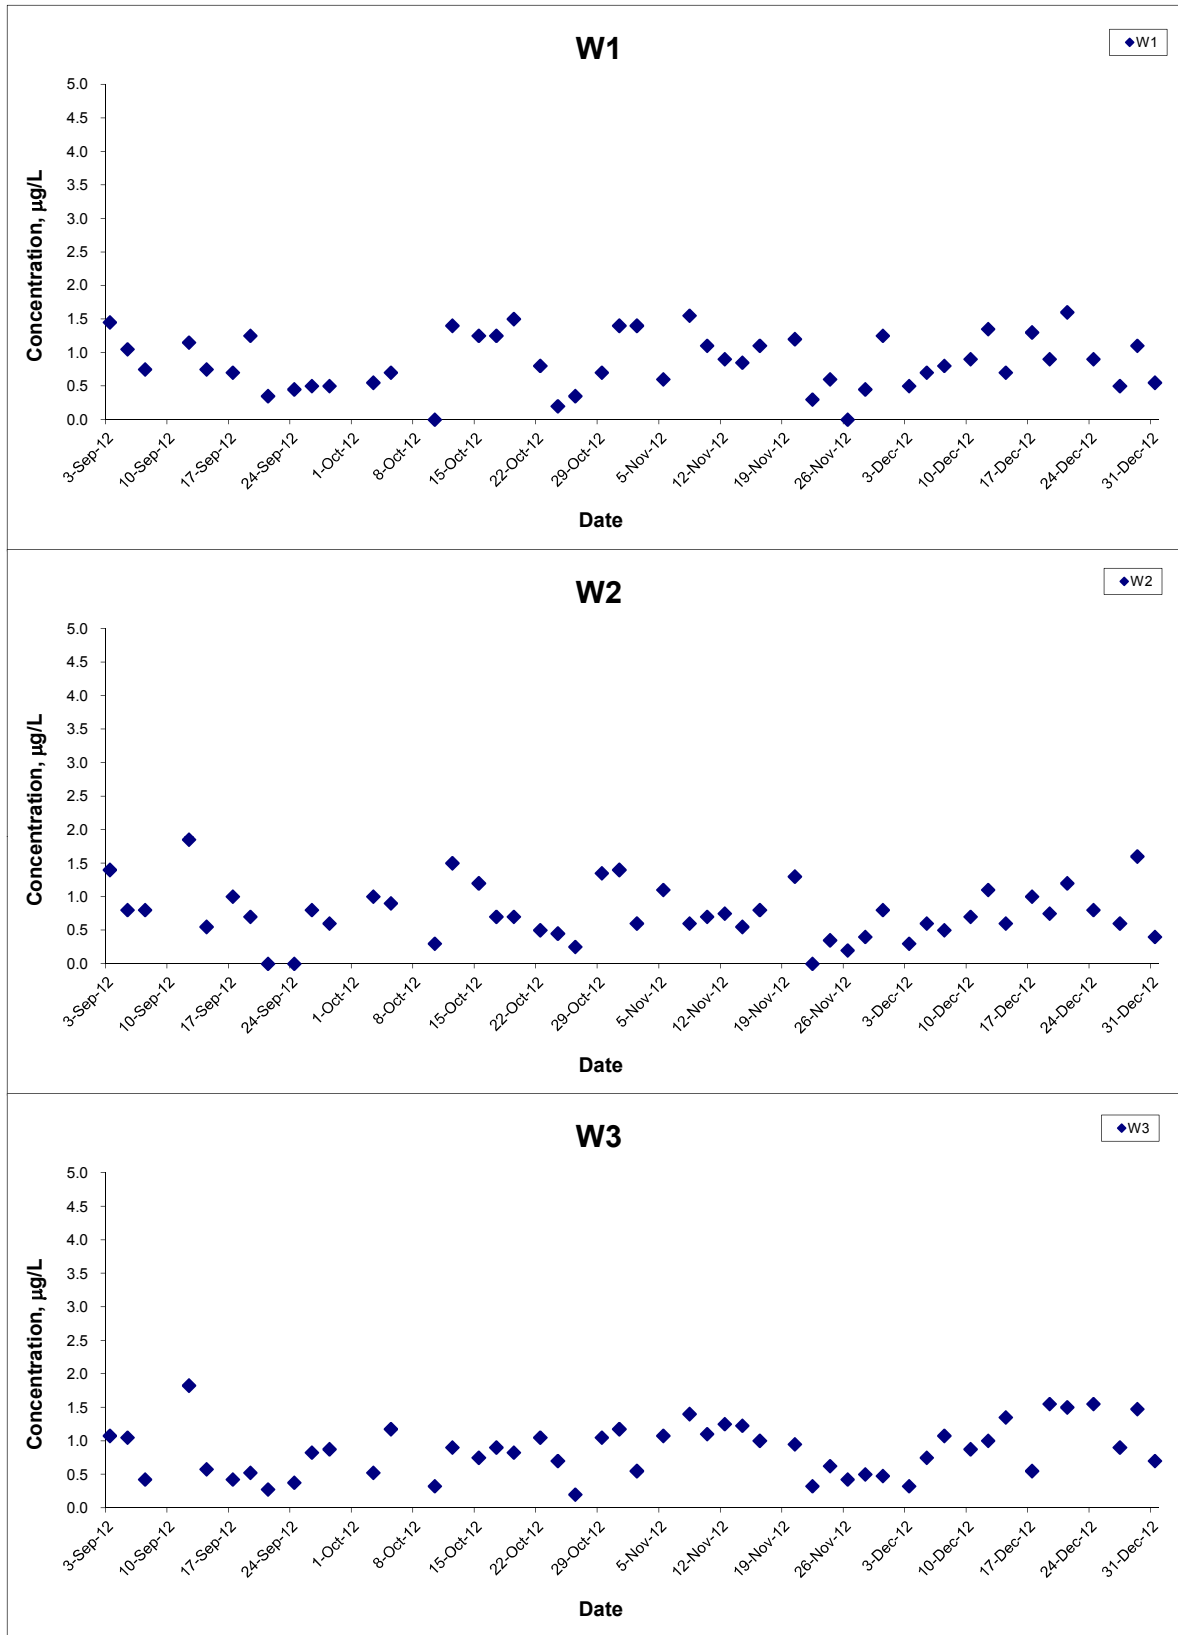 W1
W1
5.0
4.5
4.0
3.5
3.0
2.5
2.0
1.5
1.0
0.5
0.0
Concentration, µg/L
3-Sep-12
10-Sep-12
17-Sep-12
24-Sep-12
1-Oct-12
8-Oct-12
15-Oct-12
22-Oct-12
29-Oct-12
5-Nov-12
12-Nov-12
19-Nov-12
26-Nov-12
3-Dec-12
10-Dec-12
17-Dec-12
24-Dec-12
31-Dec-12
Date
W2
W2
5.0
4.5
4.0
3.5
3.0
2.5
2.0
1.5
1.0
0.5
0.0
Concentration, µg/L
3-Sep-12
10-Sep-12
17-Sep-12
24-Sep-12
1-Oct-12
8-Oct-12
15-Oct-12
22-Oct-12
29-Oct-12
5-Nov-12
12-Nov-12
19-Nov-12
26-Nov-12
3-Dec-12
10-Dec-12
17-Dec-12
24-Dec-12
31-Dec-12
Date
W3
W3
5.0
4.5
4.0
3.5
3.0
2.5
2.0
1.5
1.0
0.5
0.0
Concentration, µg/L
3-Sep-12
10-Sep-12
17-Sep-12
24-Sep-12
1-Oct-12
8-Oct-12
15-Oct-12
22-Oct-12
29-Oct-12
5-Nov-12
12-Nov-12
19-Nov-12
26-Nov-12
3-Dec-12
10-Dec-12
17-Dec-12
24-Dec-12
31-Dec-12
Date